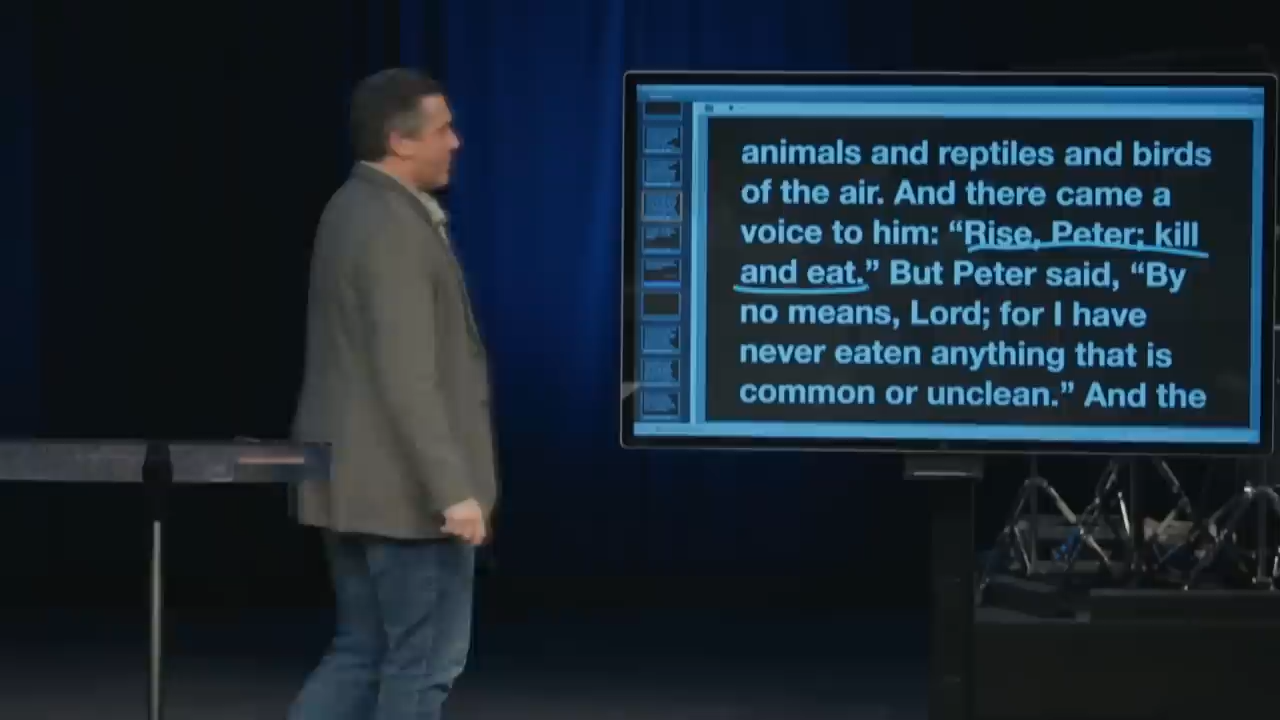 animals and reptiles and birds
of the air. And there came a
voice to him: “Rise, Peter; kill
and eat.” But Peter said, “By
no means, Lord; for I have
never eaten anything that is
common or unclean.” And the